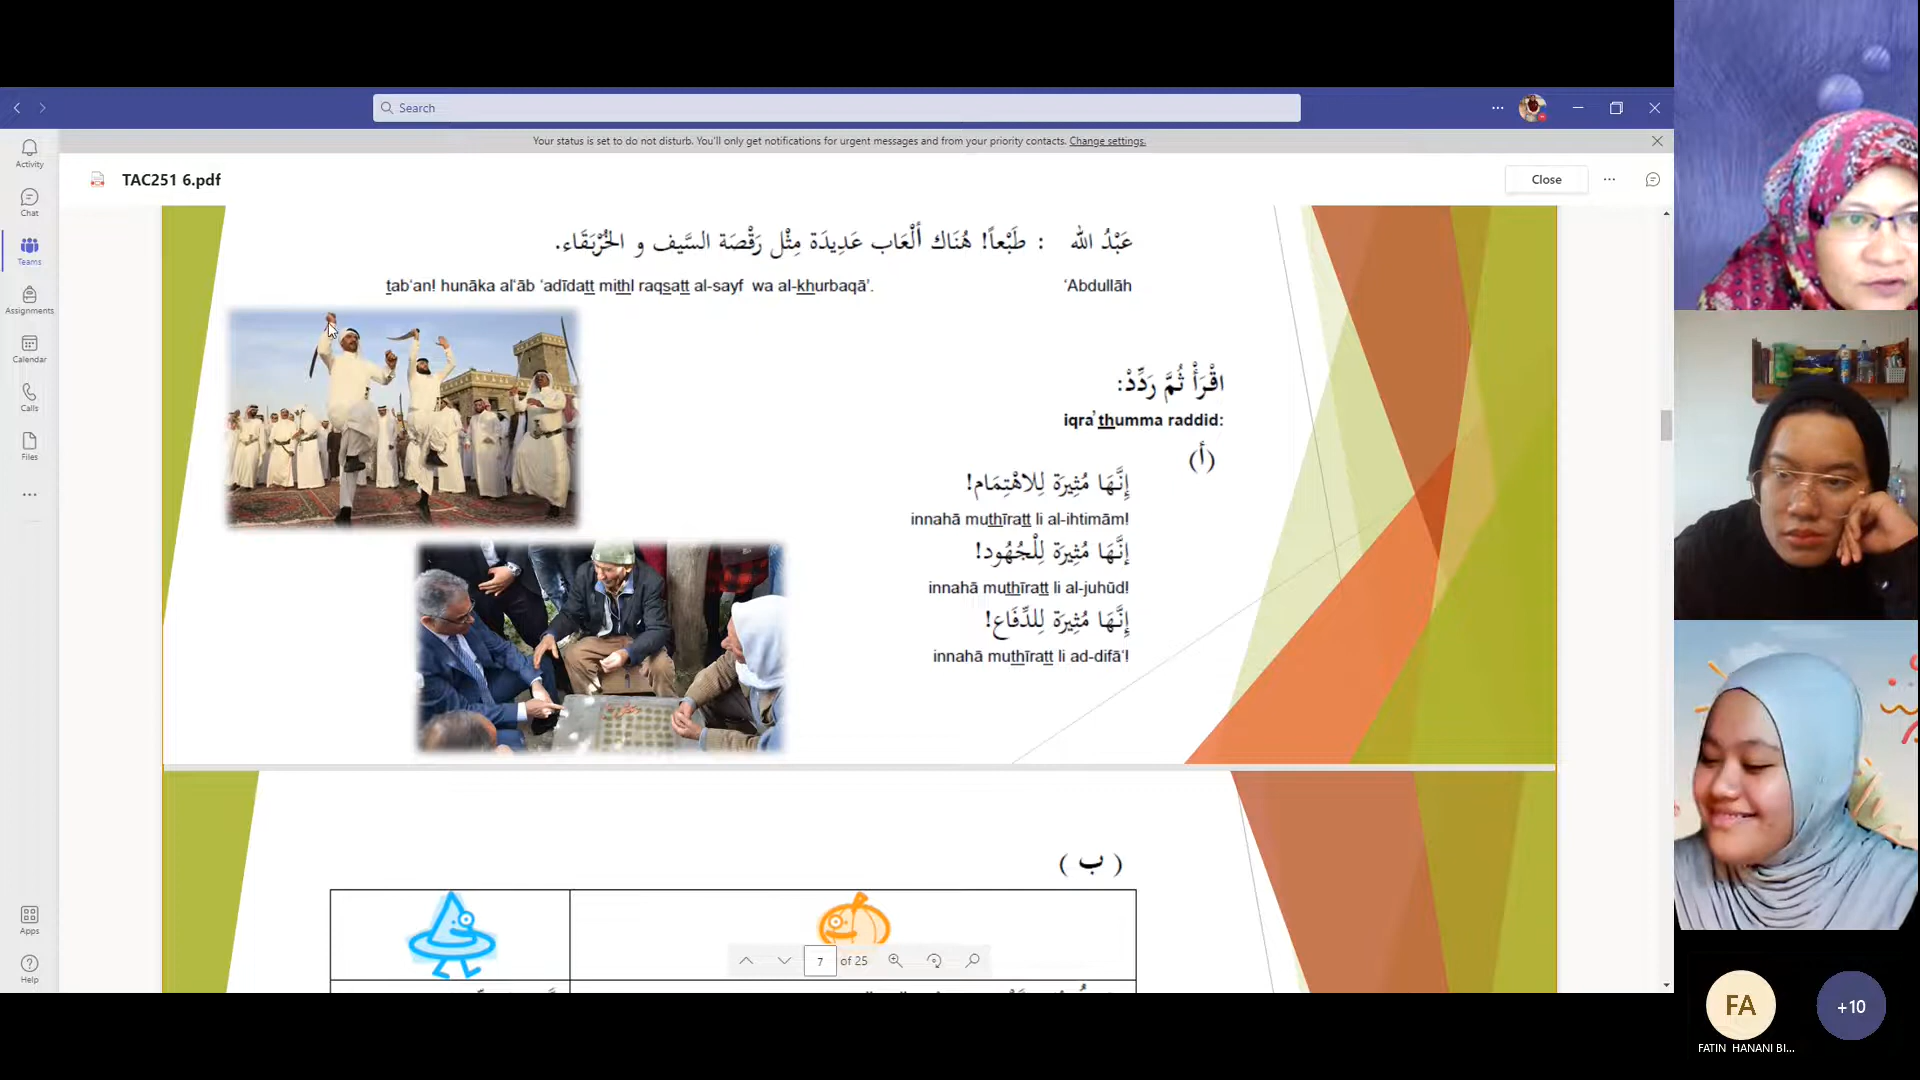 Search
Your status is set to do not disturb. You'll only get notifications for urgent messages and from your priority contacts. Change settings.
Activity
Chat
Teams
Assignments
Calendar
Calls
Files
Apps
Help
TAC251 6.pdf
Close
عَبْدُ الله : طَبْعاً! هُنَاك أَلْعَاب عَدِيدَة مِثْل رَقْصَة السَّيف و الخُرْبَقَاء.
ṯab‘an! hunāka al‘āb ‘adīdatt mithl raqsatt al-sayf wa al-khurbaqā’. ‘Abdullāh
اقْرَأْ ثُمَّ رَدِّدْ:
iqra’ thumma raddid:
(أ)
إِنَّهَا مُثِيرَة لِلاهْتِمَام!
innahā muthīratt li al-ihtimām!
إِنَّهَا مُثِيرَة لِلْجُهُود!
innahā muthīratt li al-juhūd!
إِنَّهَا مُثِيرَة لِلدِّفَاع!
innahā muthīratt li ad-difā‘!
( ب )
7 of 25
FA
FATIN HANANI BI...
+10